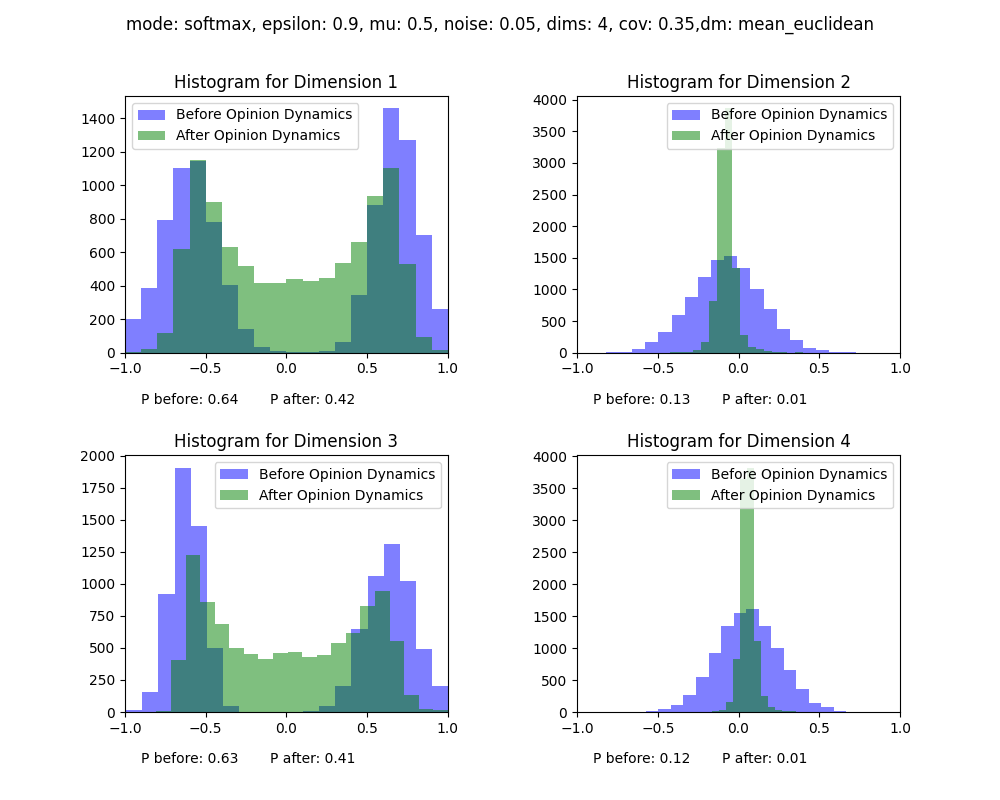 mode: softmax, epsilon: 0.9, mu: 0.5, noise: 0.05, dims: 4, cov: 0.35,dm: mean_euclidean
Histogram for Dimension 1
Before Opinion Dynamics
After Opinion Dynamics
1400
1200
1000
800
600
400
200
0
−1.0 −0.5 0.0 0.5 1.0
P before: 0.64 P after: 0.42
Histogram for Dimension 2
Before Opinion Dynamics
After Opinion Dynamics
4000
3500
3000
2500
2000
1500
1000
500
0
−1.0 −0.5 0.0 0.5 1.0
P before: 0.13 P after: 0.01
Histogram for Dimension 3
Before Opinion Dynamics
After Opinion Dynamics
2000
1750
1500
1250
1000
750
500
250
0
−1.0 −0.5 0.0 0.5 1.0
P before: 0.63 P after: 0.41
Histogram for Dimension 4
Before Opinion Dynamics
After Opinion Dynamics
4000
3500
3000
2500
2000
1500
1000
500
0
−1.0 −0.5 0.0 0.5 1.0
P before: 0.12 P after: 0.01